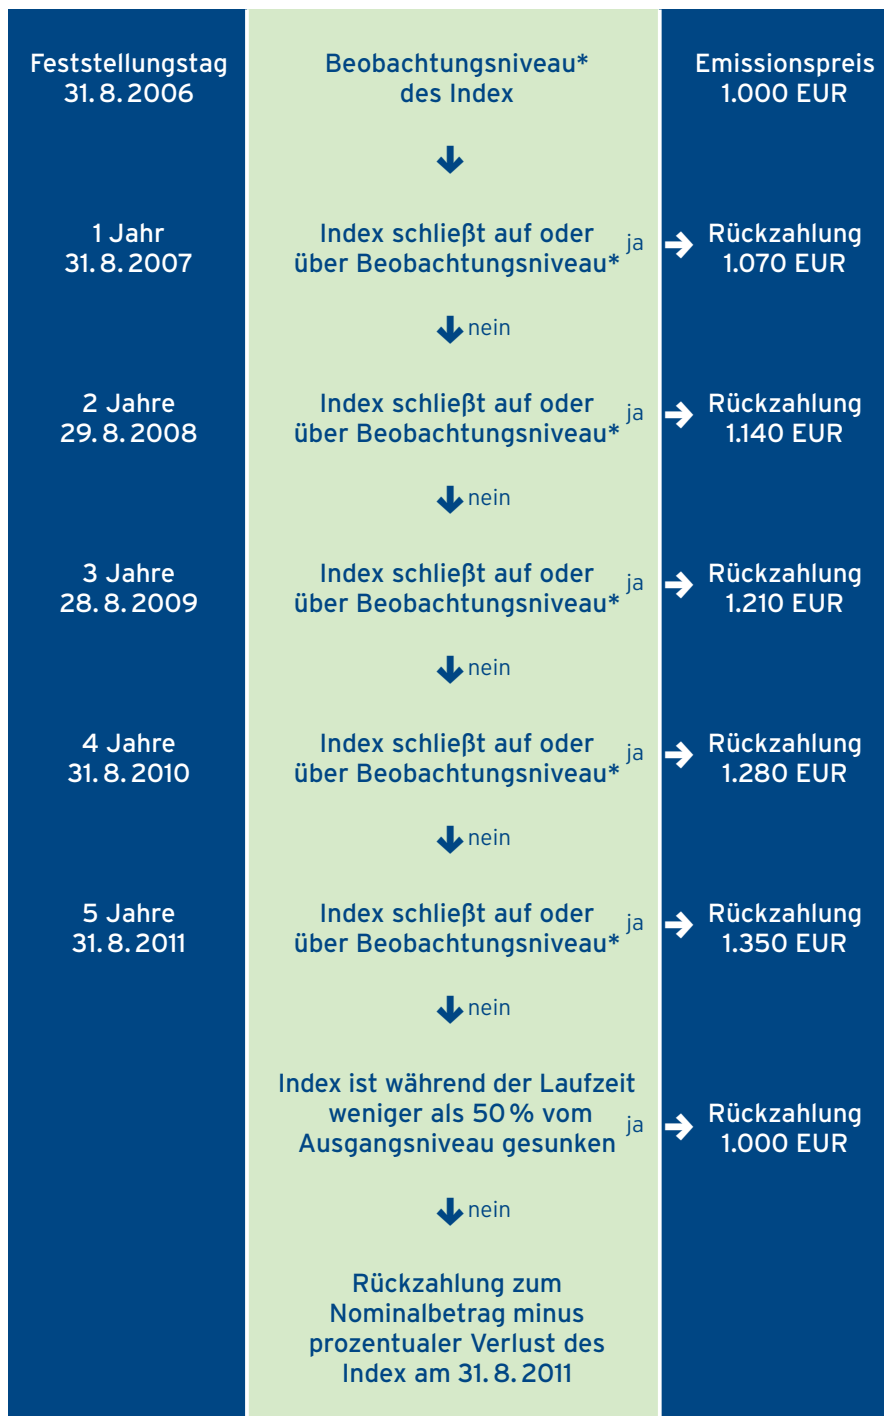 Feststellungstag
31.8.2006
Beobachtungsniveau*
des Index
Emissionspreis
1.000 EUR
1 Jahr
31.8.2007
Index schließt auf oder
über Beobachtungsniveau*
ja
Rückzahlung
1.070 EUR
nein
2 Jahre
29.8.2008
Index schließt auf oder
über Beobachtungsniveau*
ja
Rückzahlung
1.140 EUR
nein
3 Jahre
28.8.2009
Index schließt auf oder
über Beobachtungsniveau*
ja
Rückzahlung
1.210 EUR
nein
4 Jahre
31.8.2010
Index schließt auf oder
über Beobachtungsniveau*
ja
Rückzahlung
1.280 EUR
nein
5 Jahre
31.8.2011
Index schließt auf oder
über Beobachtungsniveau*
ja
Rückzahlung
1.350 EUR
nein
Index ist während der Laufzeit
weniger als 50% vom
Ausgangsniveau gesunken
ja
Rückzahlung
1.000 EUR
nein
Rückzahlung zum
Nominalbetrag minus
prozentualer Verlust des
Index am 31.8.2011